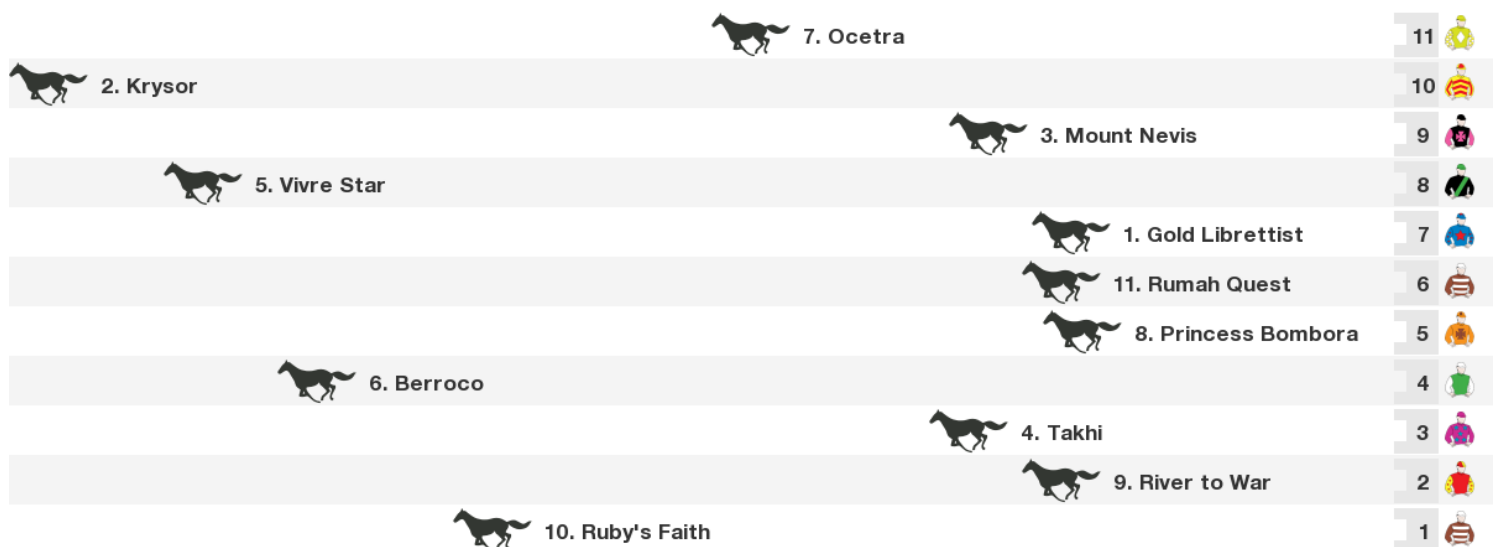 7. Ocetra 11
2. Krysor 10
3. Mount Nevis 9
5. Vivre Star 8
1. Gold Librettist 7
11. Rumah Quest 6
8. Princess Bombora 5
6. Berroco 4
4. Takhi 3
9. River to War 2
10. Ruby's Faith 1